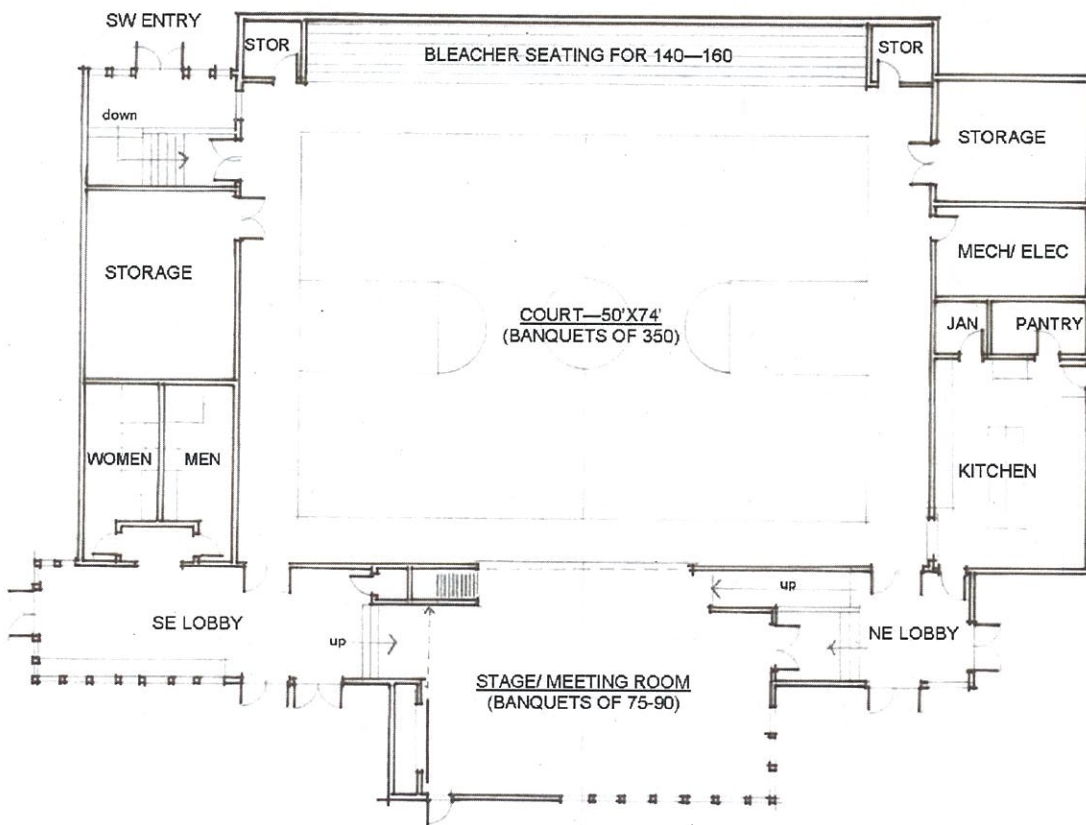 SW ENTRY
STOR
BLEACHER SEATING FOR 140—160
STOR
down
STORAGE
STORAGE
MECH/ ELEC
COURT—50'X74'
(BANQUETS OF 350)
JAN
PANTRY
WOMEN
MEN
KITCHEN
up
SE LOBBY
up
NE LOBBY
STAGE/ MEETING ROOM
(BANQUETS OF 75-90)